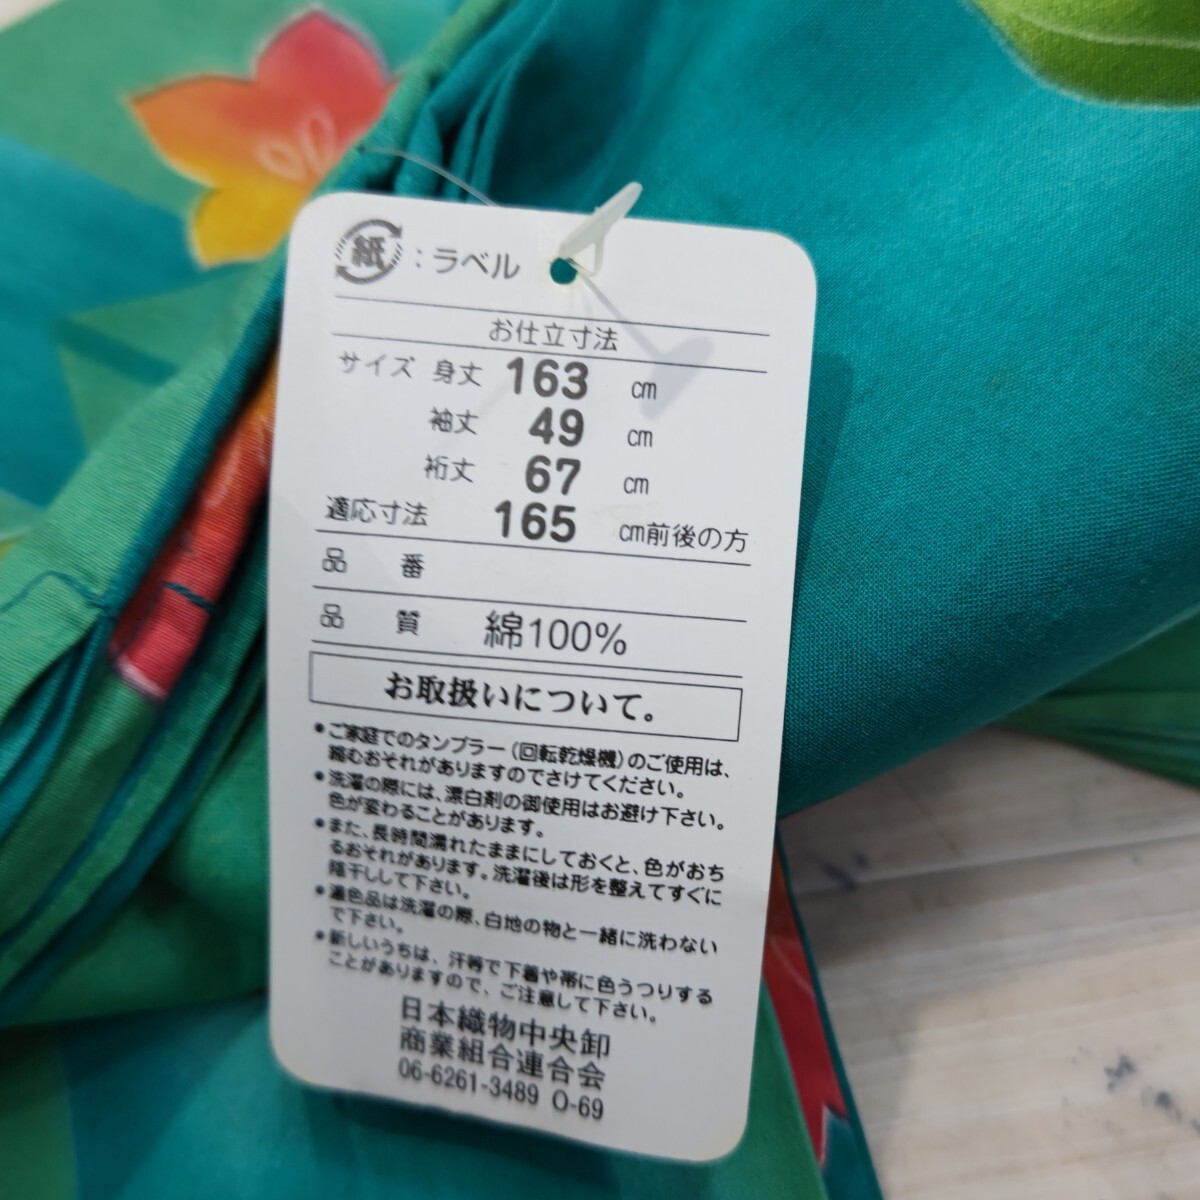 紙：ラベル
お仕立寸法
サイズ 身丈 163 cm
袖丈 49 cm
裄丈 67 cm
適応寸法 165 cm前後の方
品 番
品 質 綿100%
お取扱いについて。
●ご家庭でのタンブラー(回転乾燥機)のご使用は、
縮むおそれがありますのでさけてください。
●洗濯の際には、漂白剤の御使用はお避け下さい。
色が変わることがあります。
●また、長時間濡れたままにしておくと、色がおち
るおそれがあります。洗濯後は形を整えてすぐに
陰干しして下さい。
●濃色品は洗濯の際、白地の物と一緒に洗わない
で下さい。
●新しいうちは、汗等で下着や帯に色うつりする
ことがありますので、ご注意して下さい。
日本織物中央卸
商業組合連合会
06-6261-3489 O-69